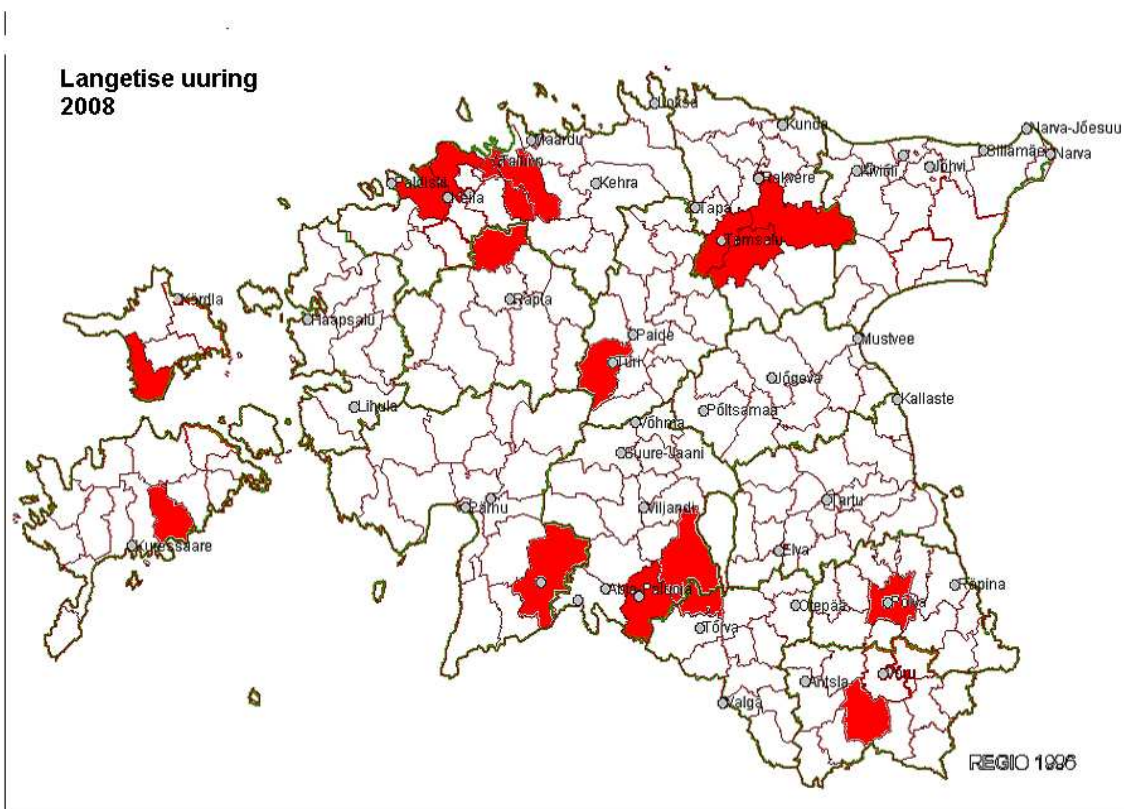 Langetise uuring
2008
Loksa
Kunda
Narva-Jõesuu
Maardu
Sillamäe
Narva
Tallinn
Jõhvi
Kiviõli
Paldiski
Kehra
Rakvere
Keila
Tapa
Tamsalu
Kärdla
Rapla
Haapsalu
Paide
Mustvee
Türi
Jõgeva
Lihula
Põltsamaa
Kallaste
Võhma
Suure-Jaani
Tartu
Pärnu
Viljandi
Kuressaare
Elva
Abja-Paluoja
Räpina
Otepää
Põlva
Tõrva
Võru
Antsla
Valga
REGIO 1996